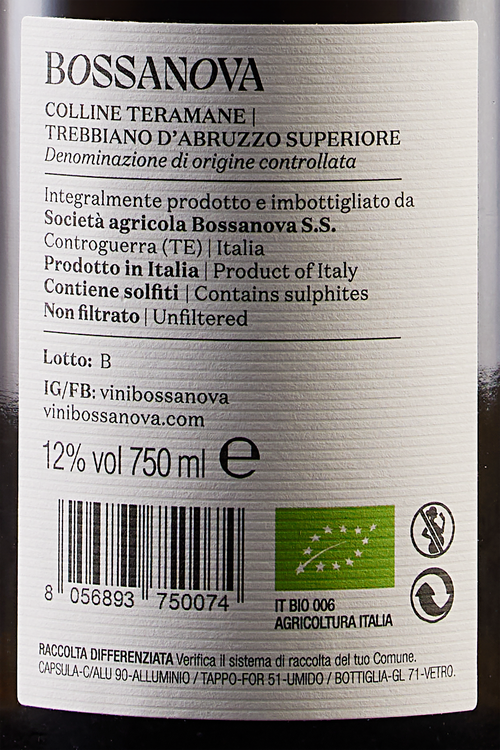 BOSSANOVA
COLLINE TERAMANE |
TREBBIANO D'ABRUZZO SUPERIORE
Denominazione di origine controllata
Integralmente prodotto e imbottigliato da
Società agricola Bossanova S.S.
Controguerra (TE) | Italia
Prodotto in Italia | Product of Italy
Contiene solfiti | Contains sulphites
Non filtrato | Unfiltered
Lotto: B
IG/FB: vinibossanova
vinibossanova.com
12% vol 750 ml ℮
8 056893 750074
IT BIO 006
AGRICOLTURA ITALIA
RACCOLTA DIFFERENZIATA Verifica il sistema di raccolta del tuo Comune.
CAPSULA-C/ALU 90-ALLUMINIO / TAPPO-FOR 51-UMIDO / BOTTIGLIA-GL 71-VETRO.